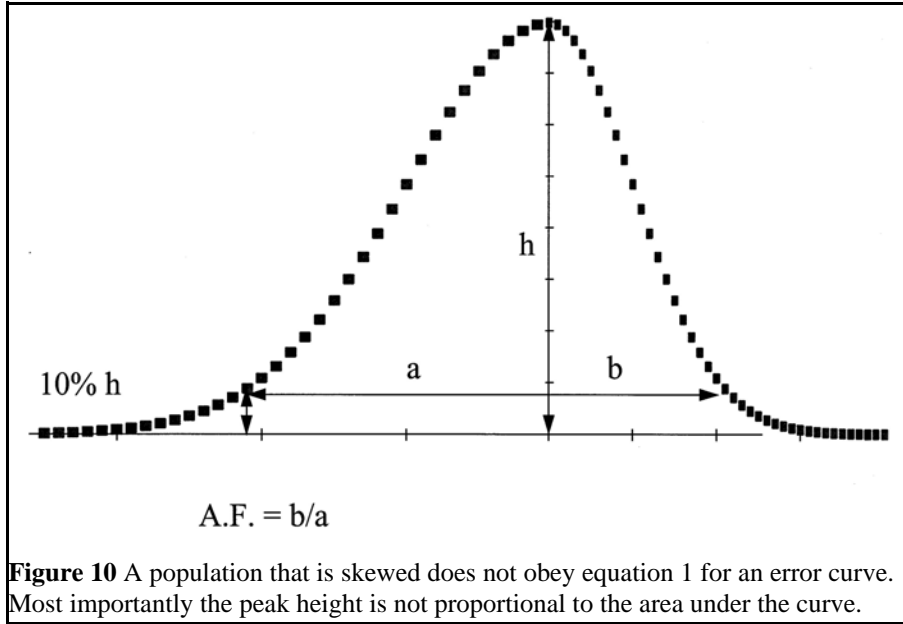 h
a
b
10% h
A.F. = b/a
Figure 10 A population that is skewed does not obey equation 1 for an error curve.
Most importantly the peak height is not proportional to the area under the curve.